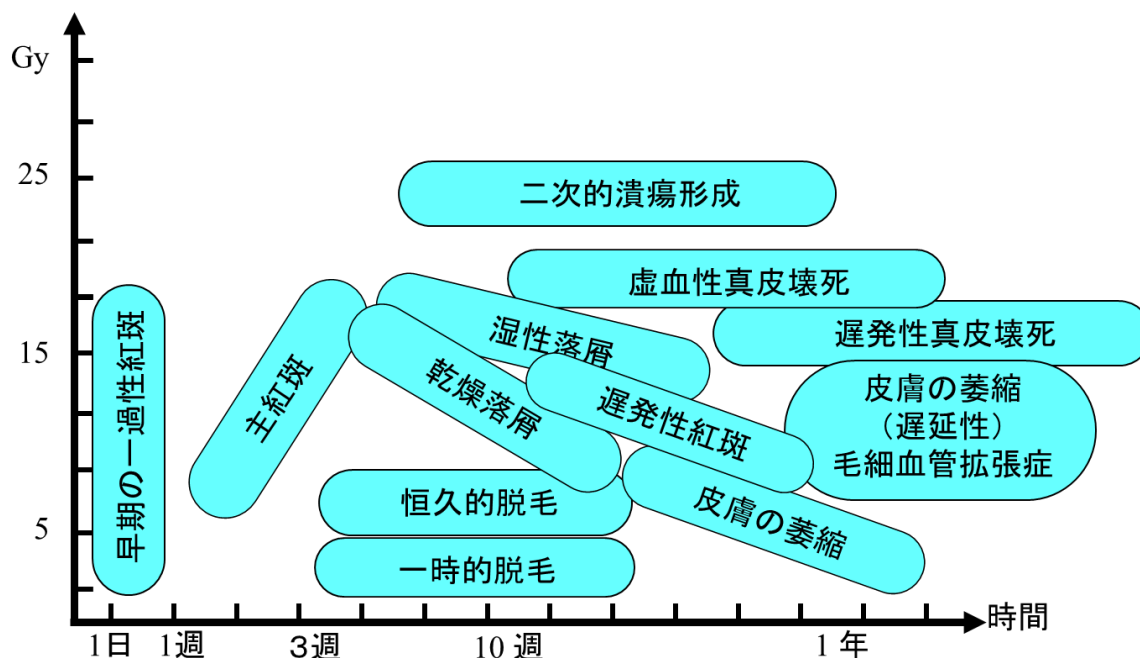 Gy
25
15
5
二次的潰瘍形成
虚血性真皮壊死
遅発性真皮壊死
湿性落屑
早期の一過性紅斑
主紅斑
乾燥落屑
遅発性紅斑
皮膚の萎縮
（遅延性）
毛細血管拡張症
恒久的脱毛
皮膚の萎縮
一時的脱毛
時間
1日 1週 3週 10週 1年